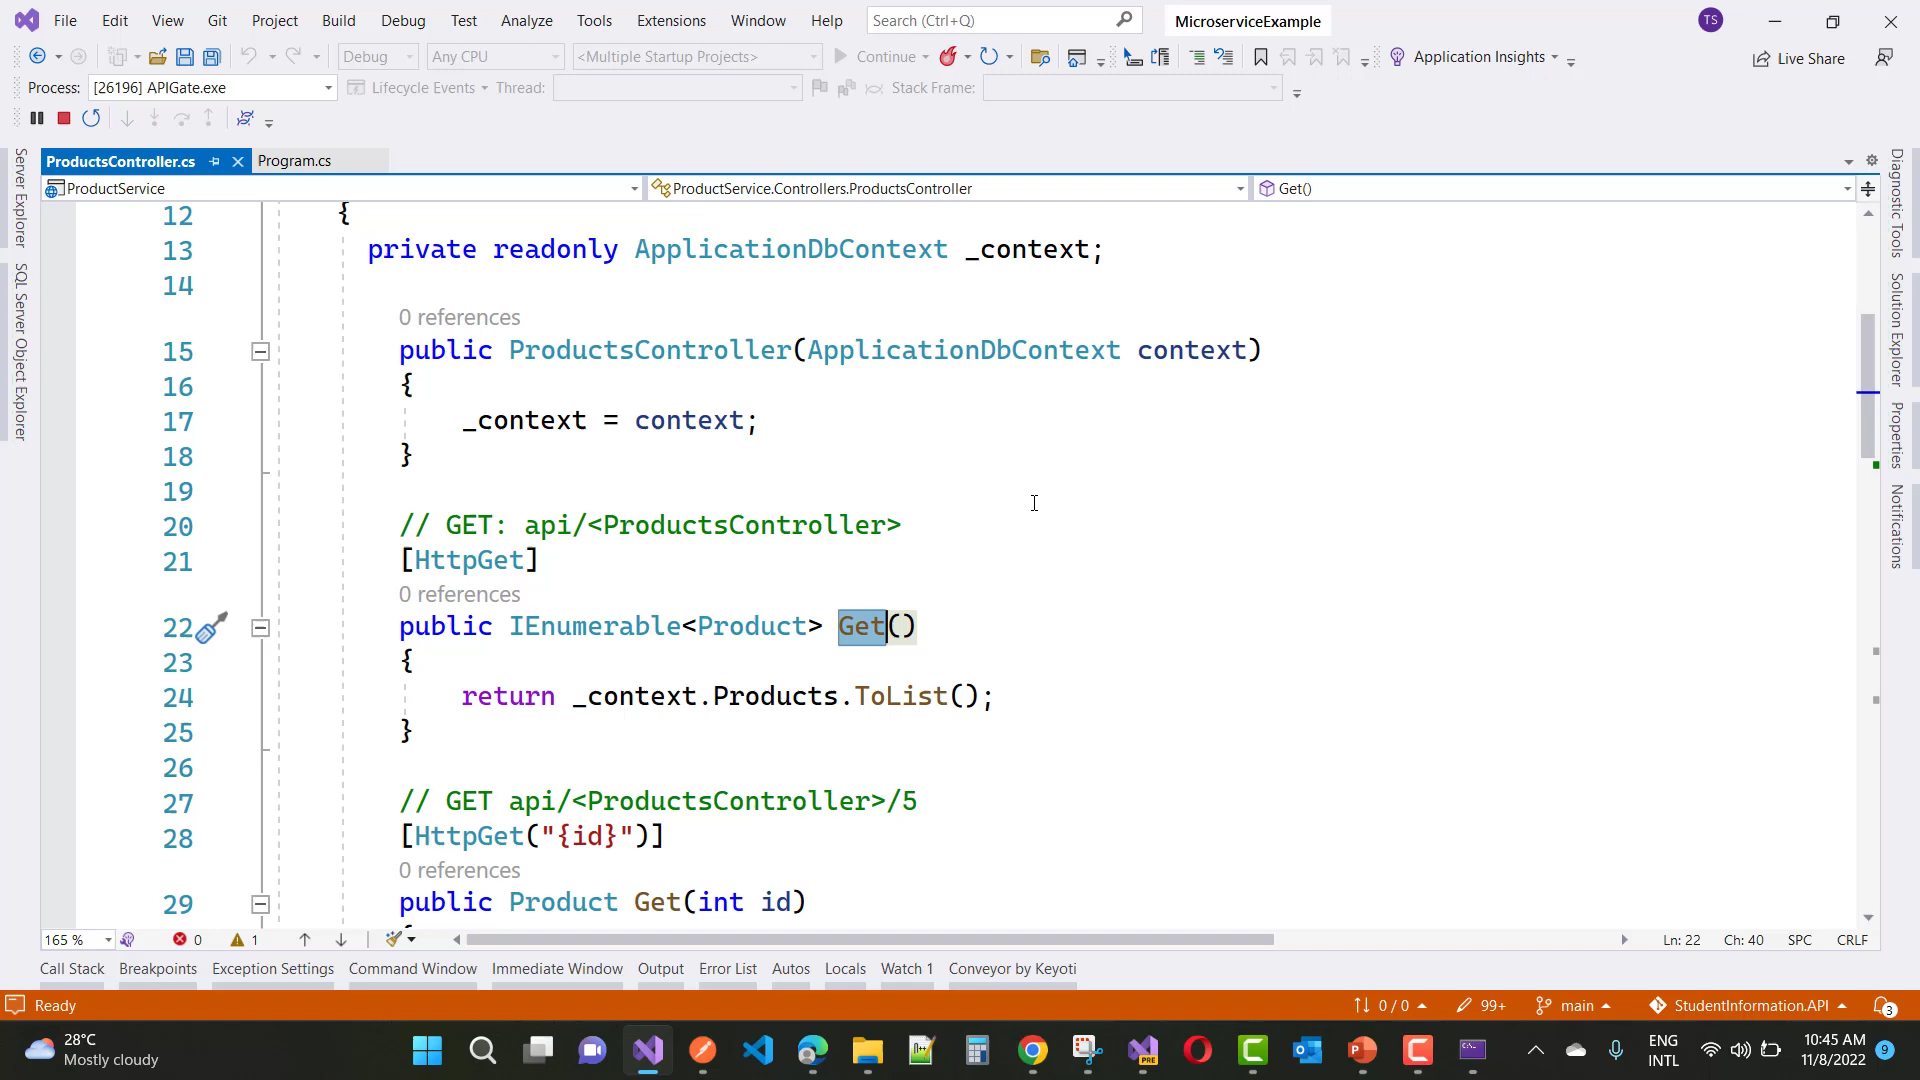 File Edit View Git Project Build Debug Test Analyze Tools Extensions Window Help Search (Ctrl+Q) MicroserviceExample TS
Debug Any CPU <Multiple Startup Projects> Continue Application Insights Live Share
Process: [26196] APIGate.exe Lifecycle Events Thread: Stack Frame:
ProductsController.cs Program.cs
ProductService ProductService.Controllers.ProductsController Get()
Server Explorer
SQL Server Object Explorer
12 {
13 private readonly ApplicationDbContext _context;
14
0 references
15 public ProductsController(ApplicationDbContext context)
16 {
17 _context = context;
18 }
19
20 // GET: api/<ProductsController>
21 [HttpGet]
0 references
22 public IEnumerable<Product> Get()
23 {
24 return _context.Products.ToList();
25 }
26
27 // GET api/<ProductsController>/5
28 [HttpGet("{id}")]
0 references
29 public Product Get(int id)
Diagnostic Tools
Solution Explorer
Properties
Notifications
165 % 0 1 Ln: 22 Ch: 40 SPC CRLF
Call Stack Breakpoints Exception Settings Command Window Immediate Window Output Error List Autos Locals Watch 1 Conveyor by Keyoti
Ready 0 / 0 99+ main StudentInformation.API 3
28°C
Mostly cloudy
PRE
ENG
INTL
10:45 AM
11/8/2022
9